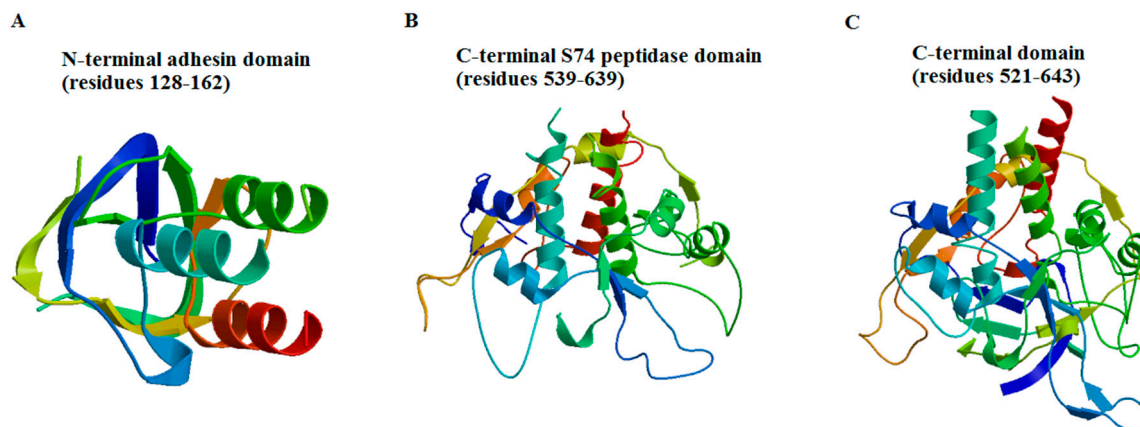 A
N-terminal adhesin domain
(residues 128-162)
B
C-terminal S74 peptidase domain
(residues 539-639)
C
C-terminal domain
(residues 521-643)